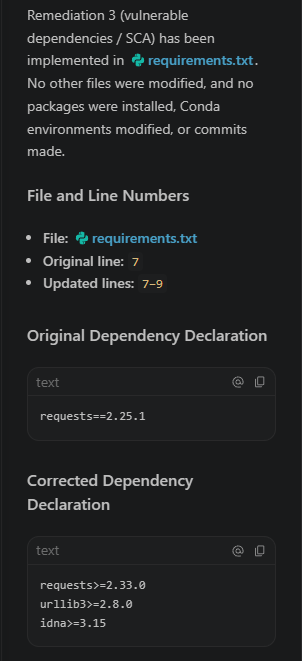 Remediation 3 (vulnerable
dependencies / SCA) has been
implemented in requirements.txt.
No other files were modified, and no
packages were installed, Conda
environments modified, or commits
made.
File and Line Numbers
• File: requirements.txt
• Original line: 7
• Updated lines: 7–9
Original Dependency Declaration
text
requests==2.25.1
Corrected Dependency
Declaration
text
requests>=2.33.0
urllib3>=2.8.0
idna>=3.15